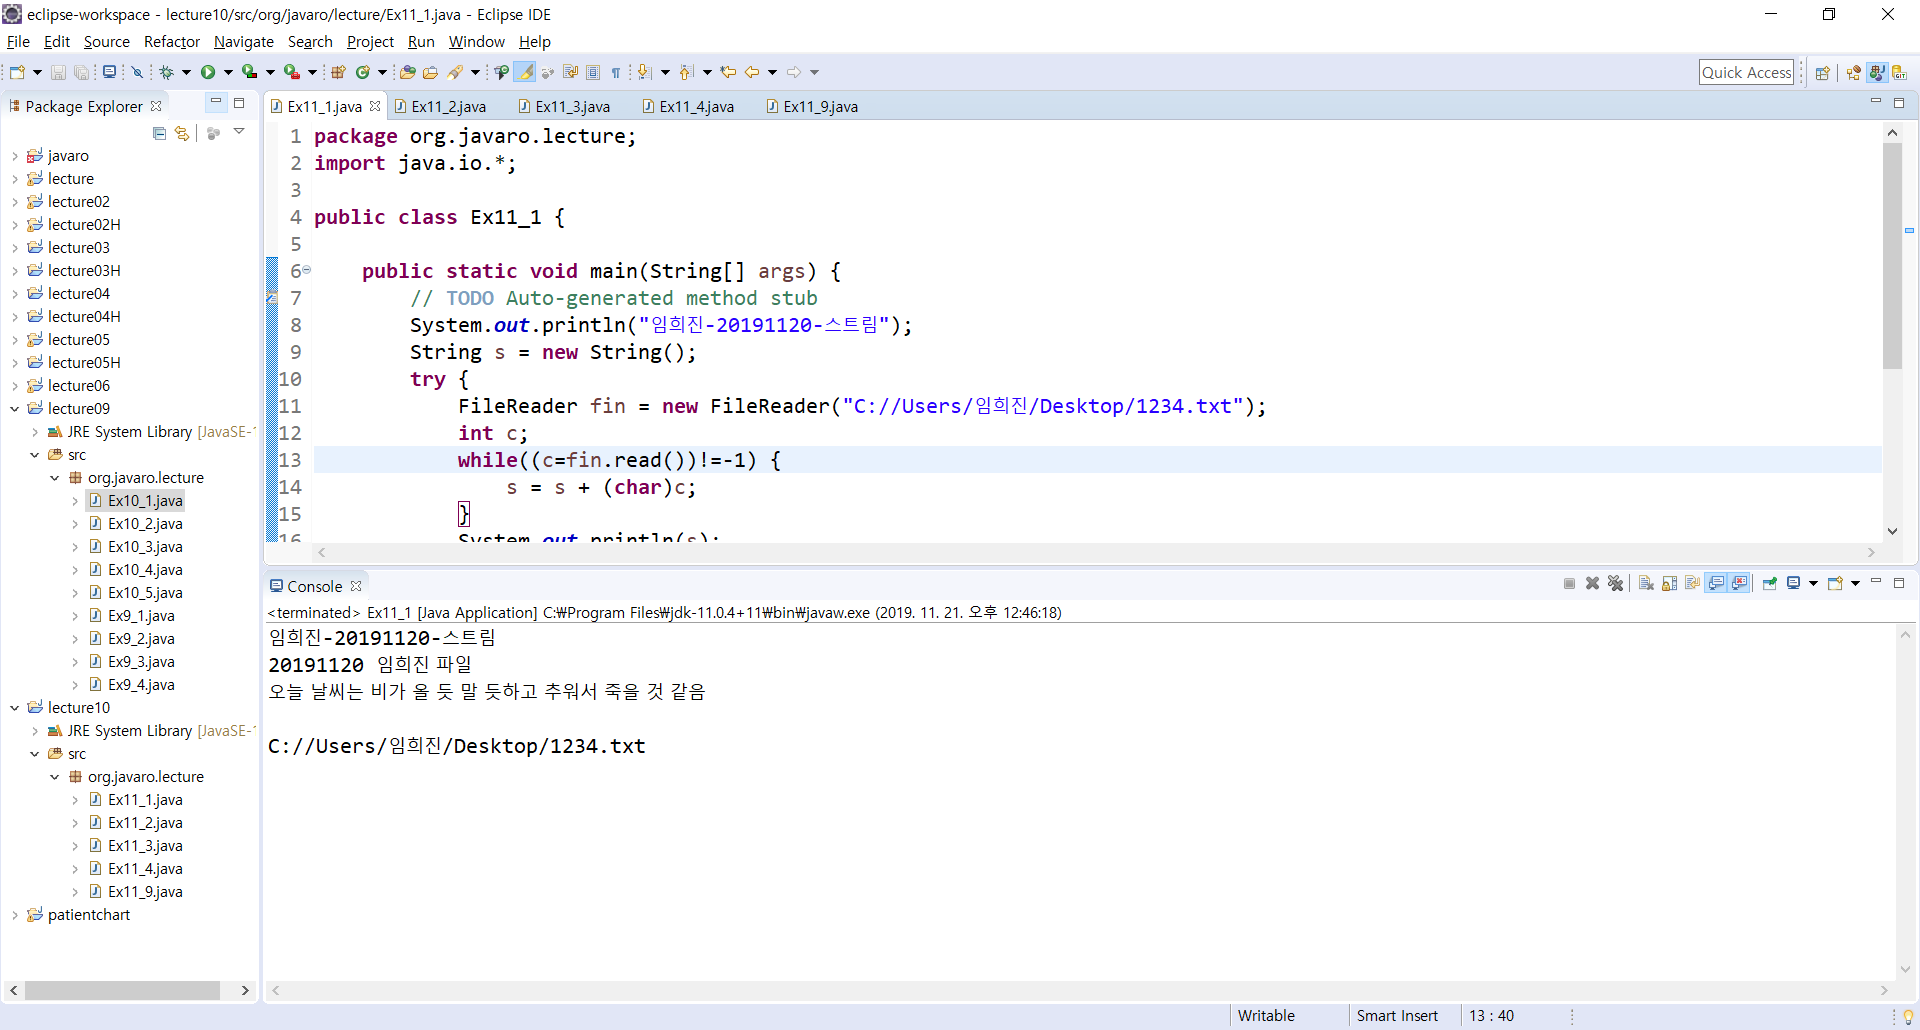 eclipse-workspace - lecture10/src/org/javaro/lecture/Ex11_1.java - Eclipse IDE
File Edit Source Refactor Navigate Search Project Run Window Help
Quick Access
Package Explorer
javaro
lecture
lecture02
lecture02H
lecture03
lecture03H
lecture04
lecture04H
lecture05
lecture05H
lecture06
lecture09
JRE System Library [JavaSE-
src
org.javaro.lecture
Ex10_1.java
Ex10_2.java
Ex10_3.java
Ex10_4.java
Ex10_5.java
Ex9_1.java
Ex9_2.java
Ex9_3.java
Ex9_4.java
lecture10
JRE System Library [JavaSE-
src
org.javaro.lecture
Ex11_1.java
Ex11_2.java
Ex11_3.java
Ex11_4.java
Ex11_9.java
patientchart
Ex11_1.java Ex11_2.java Ex11_3.java Ex11_4.java Ex11_9.java
1 package org.javaro.lecture;
2 import java.io.*;
3
4 public class Ex11_1 {
5
6 public static void main(String[] args) {
7 // TODO Auto-generated method stub
8 System.out.println("임희진-20191120-스트림");
9 String s = new String();
10 try {
11 FileReader fin = new FileReader("C://Users/임희진/Desktop/1234.txt");
12 int c;
13 while((c=fin.read())!=-1) {
14 s = s + (char)c;
15 }
16 System.out.println(s);
Console
<terminated> Ex11_1 [Java Application] C:₩Program Files₩jdk-11.0.4+11₩bin₩javaw.exe (2019. 11. 21. 오후 12:46:18)
임희진-20191120-스트림
20191120 임희진 파일
오늘 날씨는 비가 올 듯 말 듯하고 추워서 죽을 것 같음
C://Users/임희진/Desktop/1234.txt
Writable Smart Insert 13 : 40